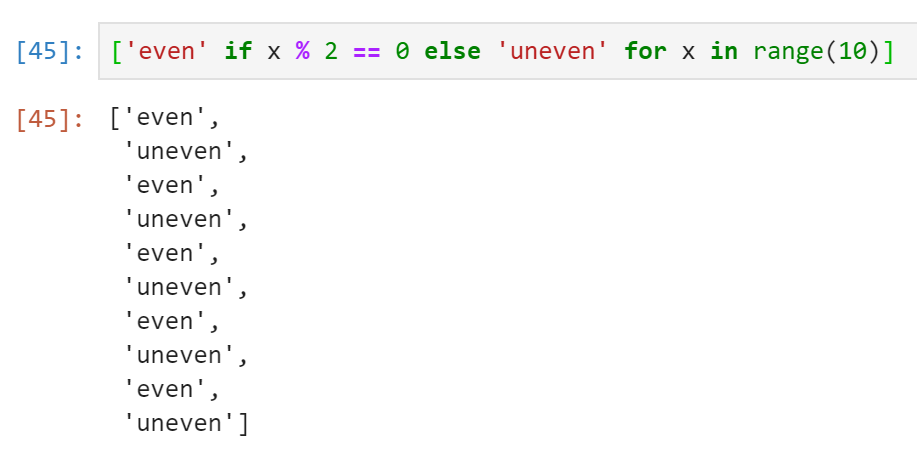 [45]: ['even' if x % 2 == 0 else 'uneven' for x in range(10)]
[45]: ['even',
'uneven',
'even',
'uneven',
'even',
'uneven',
'even',
'uneven',
'even',
'uneven']